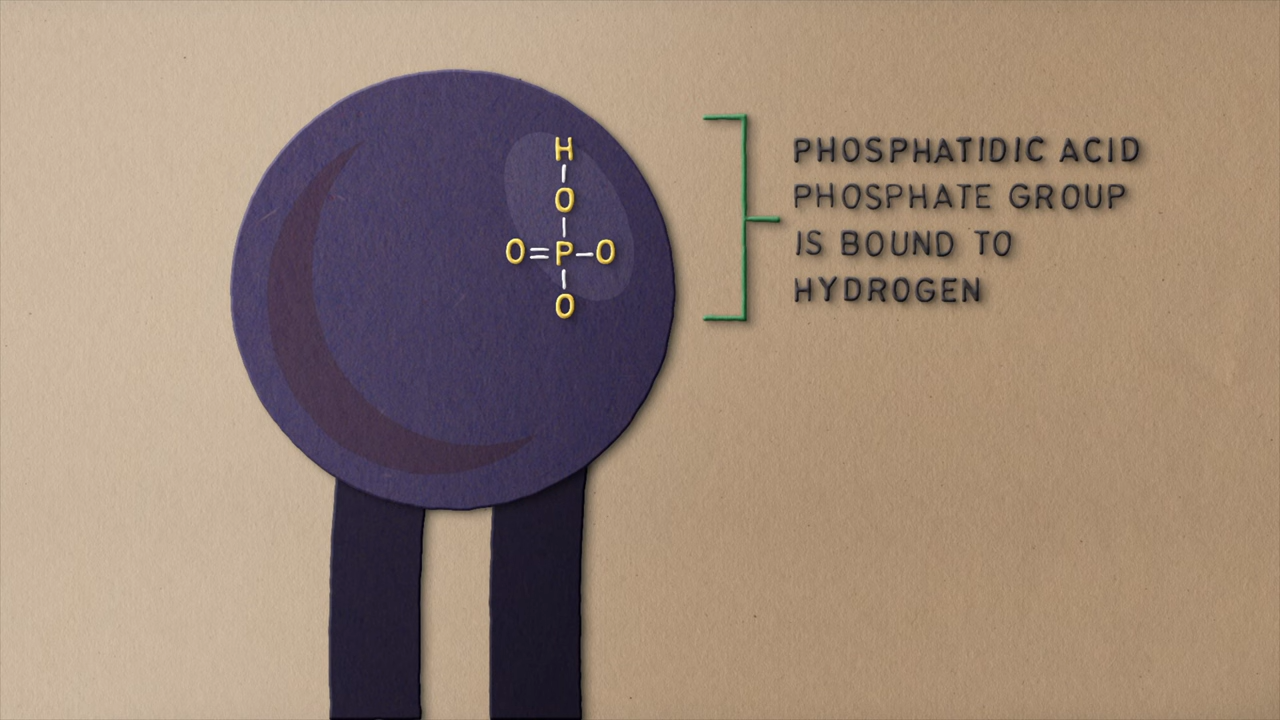 H
O
O=P-O
O
PHOSPHATIDIC ACID
PHOSPHATE GROUP
IS BOUND TO
HYDROGEN